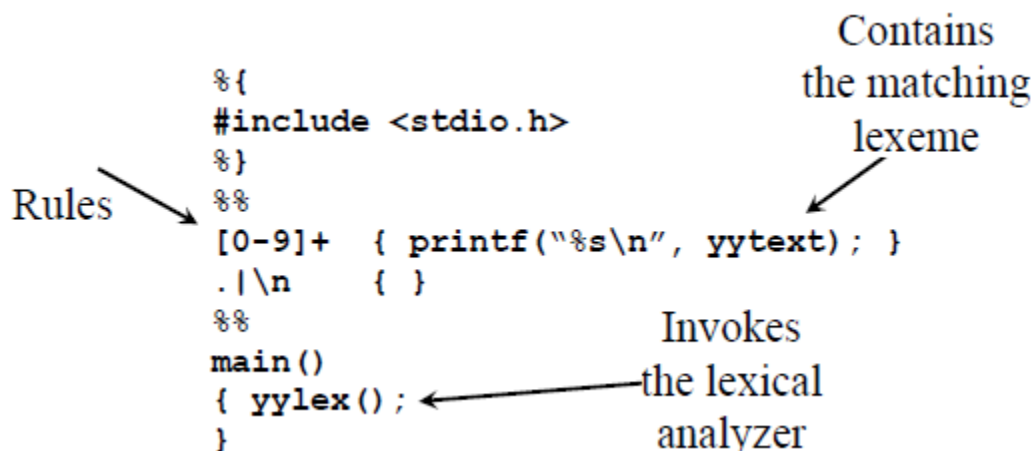 Contains
the matching
lexeme
%{
#include <stdio.h>
%}
Rules
%%
[0-9]+ { printf(“%s\n”, yytext); }
.|\n { }
%%
main()
{ yylex();
}
Invokes
the lexical
analyzer